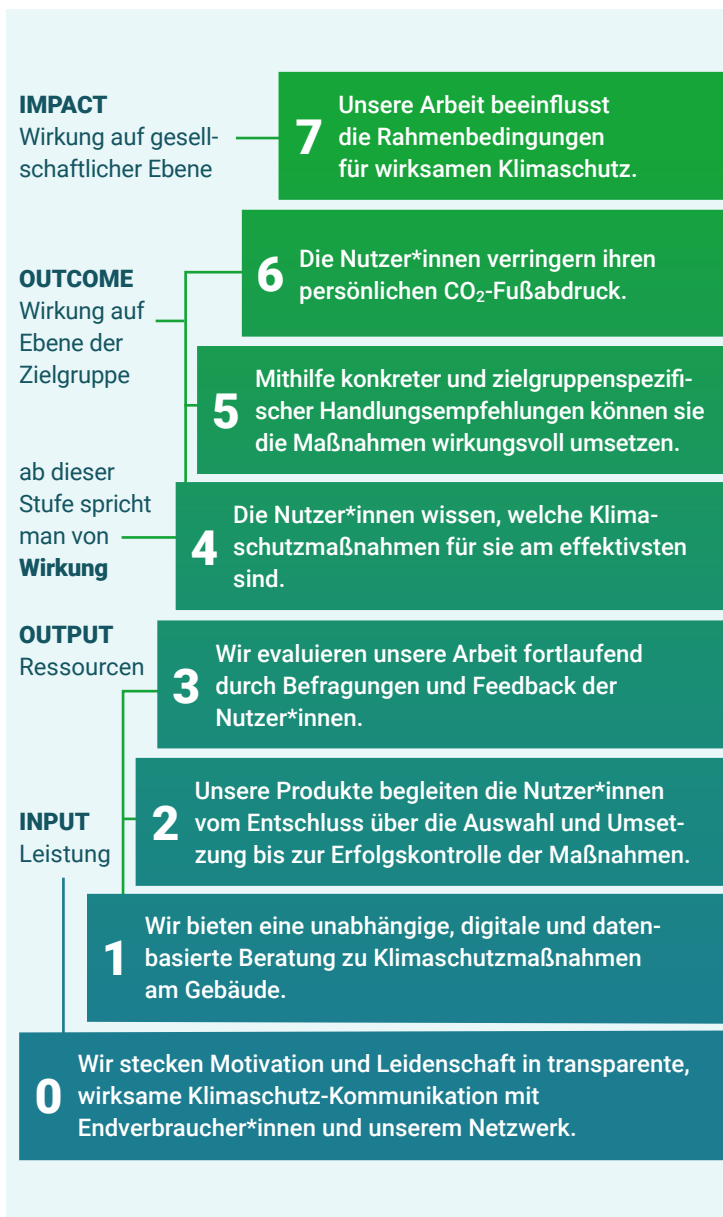 IMPACT
Wirkung auf gesell-
schaftlicher Ebene
7
Unsere Arbeit beeinflusst
die Rahmenbedingungen
für wirksamen Klimaschutz.
OUTCOME
Wirkung auf
Ebene der
Zielgruppe
6
Die Nutzer*innen verringern ihren
persönlichen CO₂-Fußabdruck.
5
Mithilfe konkreter und zielgruppenspezifi-
scher Handlungsempfehlungen können sie
die Maßnahmen wirkungsvoll umsetzen.
ab dieser
Stufe spricht
man von
Wirkung
4
Die Nutzer*innen wissen, welche Klima-
schutzmaßnahmen für sie am effektivsten
sind.
OUTPUT
Ressourcen
3
Wir evaluieren unsere Arbeit fortlaufend
durch Befragungen und Feedback der
Nutzer*innen.
INPUT
Leistung
2
Unsere Produkte begleiten die Nutzer*innen
vom Entschluss über die Auswahl und Umset-
zung bis zur Erfolgskontrolle der Maßnahmen.
1
Wir bieten eine unabhängige, digitale und daten-
basierte Beratung zu Klimaschutzmaßnahmen
am Gebäude.
0
Wir stecken Motivation und Leidenschaft in transparente,
wirksame Klimaschutz-Kommunikation mit
Endverbraucher*innen und unserem Netzwerk.